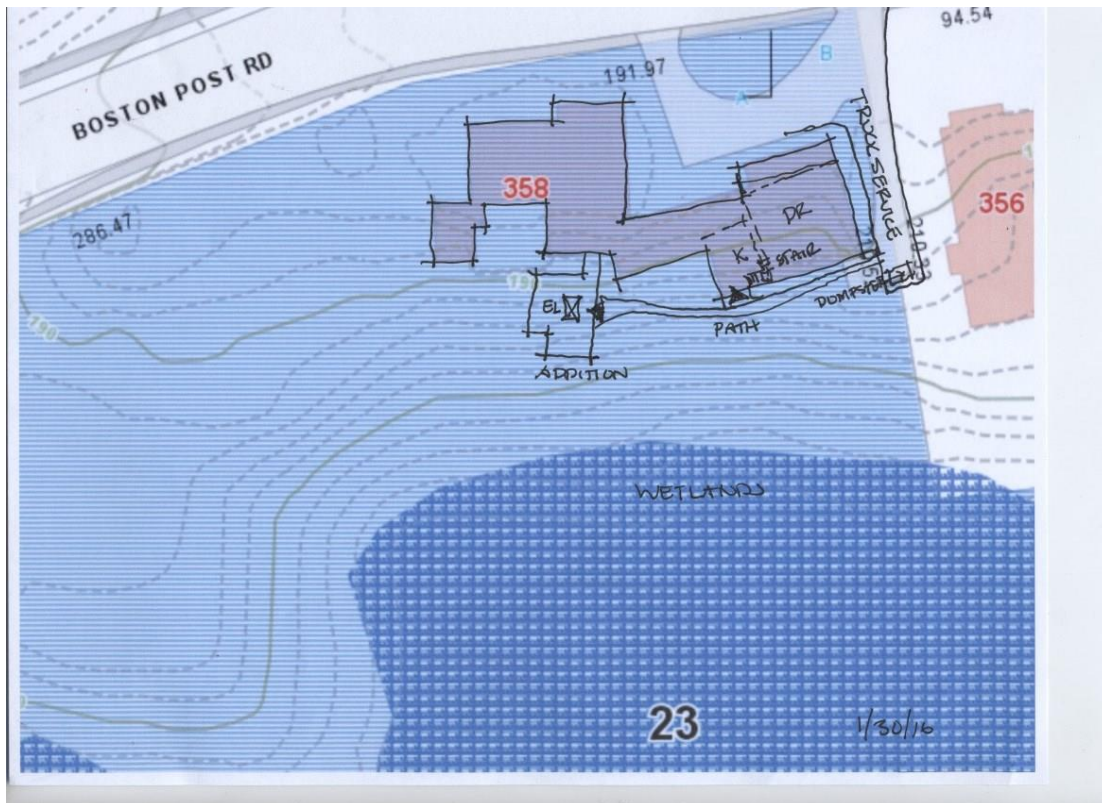 94.54
BOSTON POST RD
191.97
B
A
TRUCK SERVICE
358
356
286.47
DR
K
STAIR
190
EL
DUMPSTER
PATH
ADDITION
WETLANDS
23
1/30/16